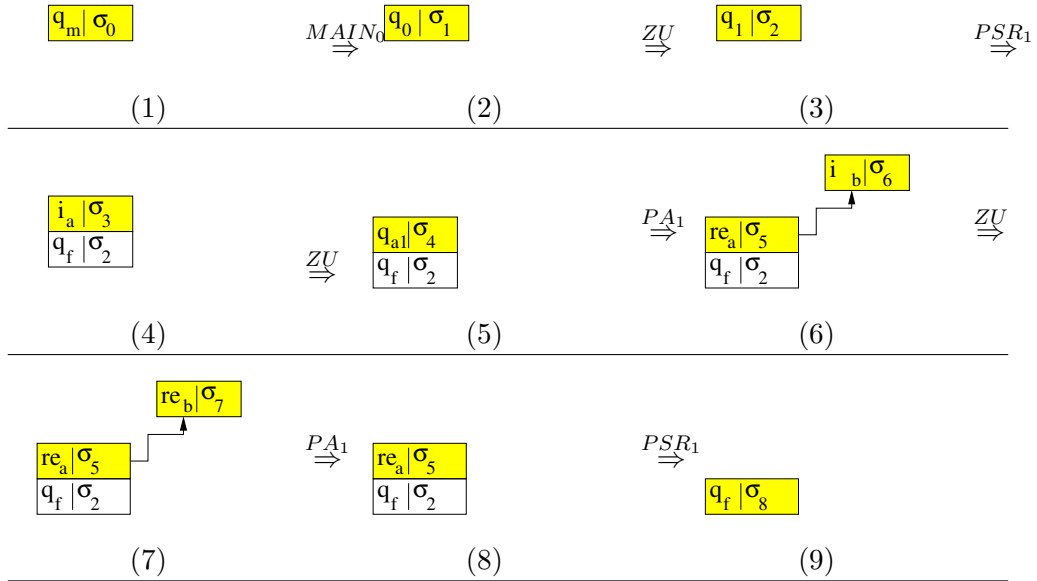 q_m|σ_0 MAIN_0 ⇒ q_0|σ_1 ZU ⇒ q_1|σ_2 PSR_1 ⇒
(1) (2) (3)
i_b|σ_6
i_a|σ_3 q_a1|σ_4 PA_1 ⇒ re_a|σ_5 ZU ⇒
q_f|σ_2 ZU ⇒ q_f|σ_2 q_f|σ_2
(4) (5) (6)
re_b|σ_7
re_a|σ_5 PA_1 ⇒ re_a|σ_5 PSR_1 ⇒
q_f|σ_2 q_f|σ_2 q_f|σ_8
(7) (8) (9)